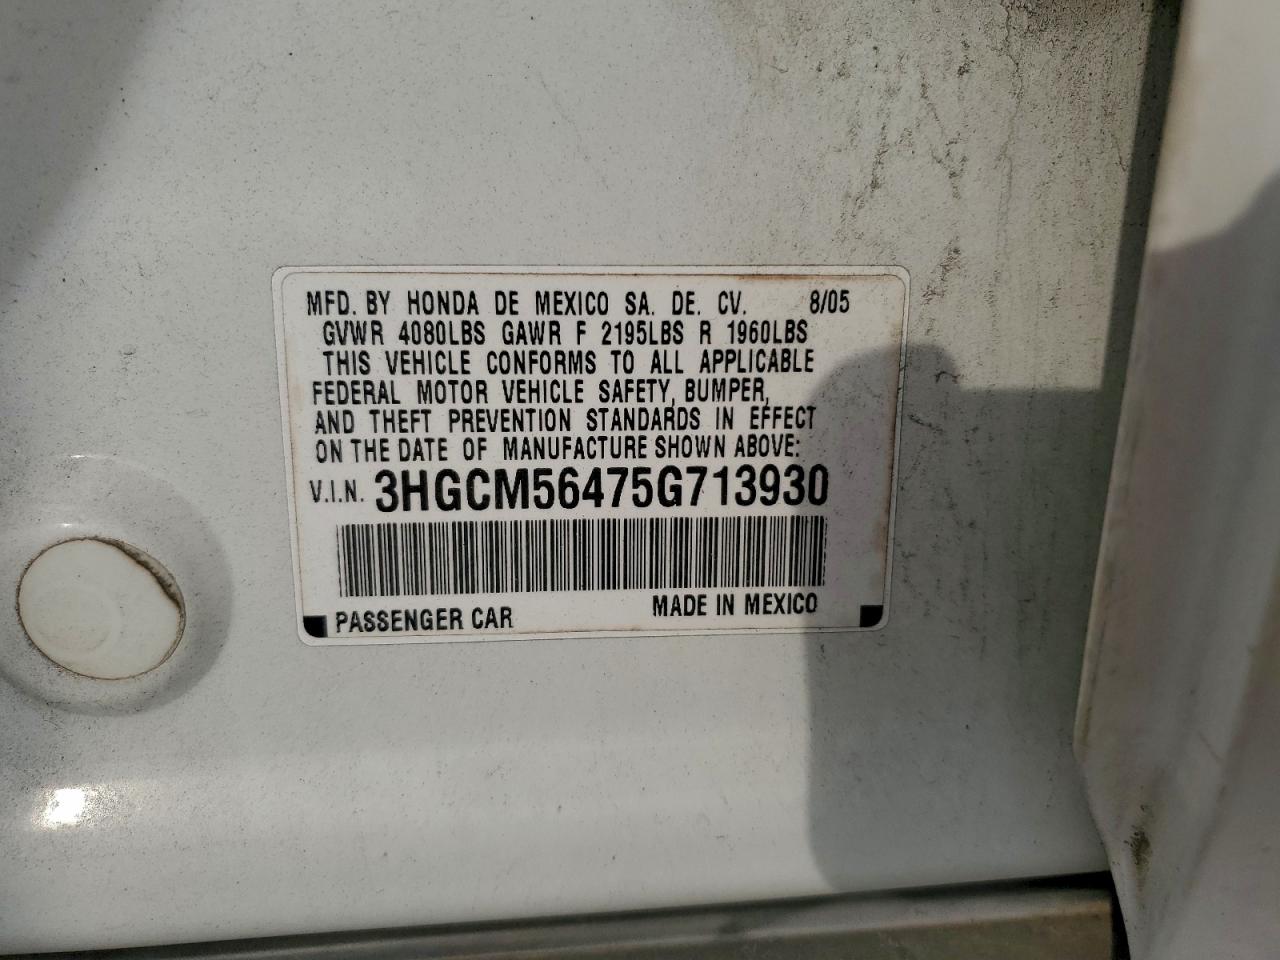 MFD. BY HONDA DE MEXICO SA. DE. CV. 8/05
GVWR 4080LBS GAWR F 2195LBS R 1960LBS
THIS VEHICLE CONFORMS TO ALL APPLICABLE
FEDERAL MOTOR VEHICLE SAFETY, BUMPER,
AND THEFT PREVENTION STANDARDS IN EFFECT
ON THE DATE OF MANUFACTURE SHOWN ABOVE:
V.I.N. 3HGCM56475G713930
PASSENGER CAR MADE IN MEXICO